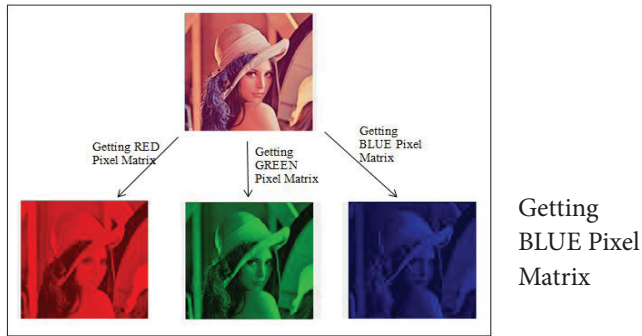 Getting RED
Pixel Matrix
Getting
GREEN
Pixel Matrix
Getting
BLUE Pixel
Matrix
Getting
BLUE Pixel
Matrix